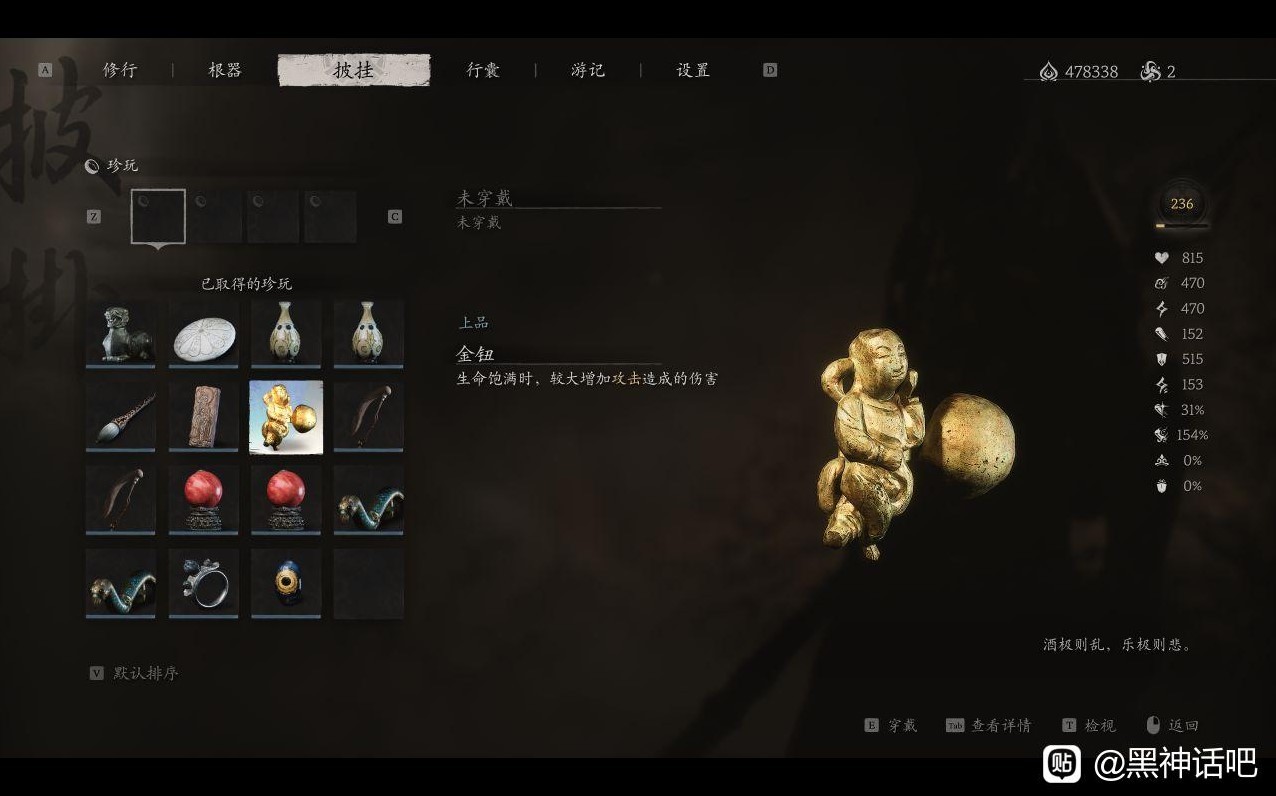 A 修行 根器 披挂 行囊 游记 设置 D
478338 2
披挂
珍玩
Z C
未穿戴
未穿戴
已取得的珍玩
上品
金钮
生命饱满时，较大增加攻击造成的伤害
236
815
470
470
152
515
153
31%
154%
0%
0%
酒极则乱，乐极则悲。
V 默认排序
E 穿戴 Tab 查看详情 T 检视 返回
贴 @黑神话吧